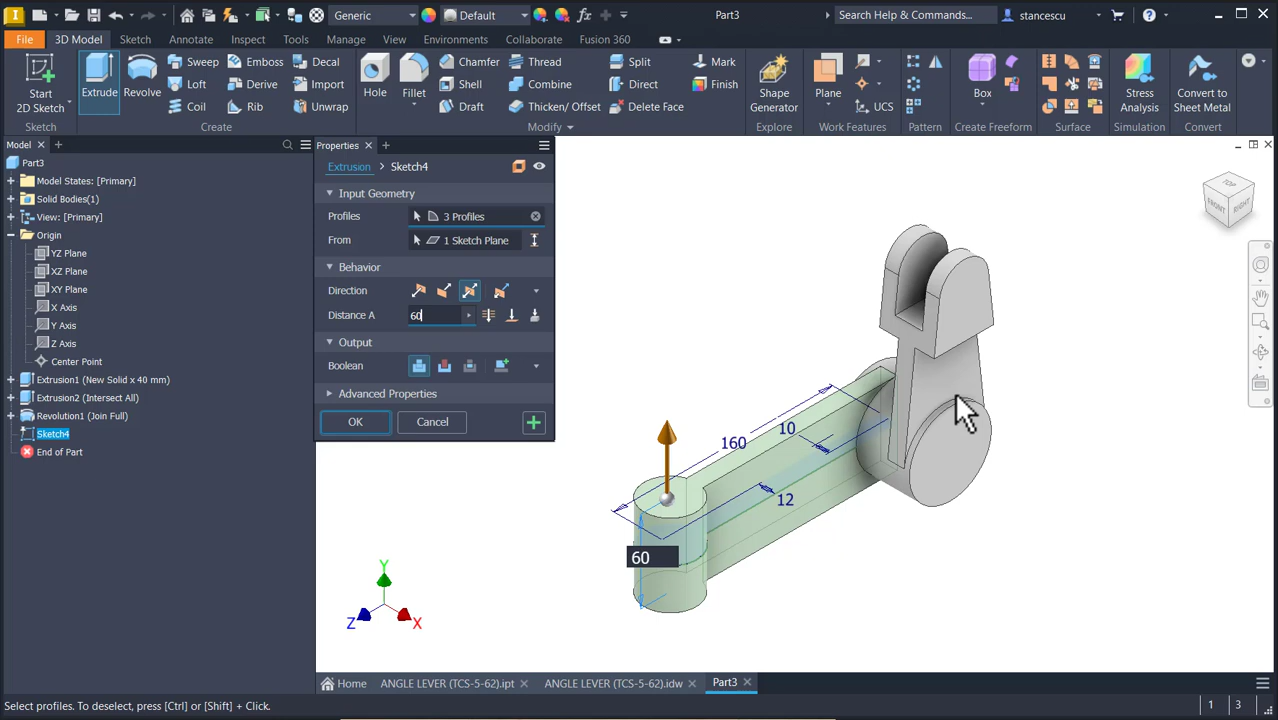 Generic
Default
Part3
Search Help & Commands...
stancescu
File
3D Model
Sketch
Annotate
Inspect
Tools
Manage
View
Environments
Collaborate
Fusion 360
Start
2D Sketch
Sketch
Extrude
Revolve
Sweep
Emboss
Decal
Loft
Derive
Import
Coil
Rib
Unwrap
Create
Hole
Fillet
Chamfer
Thread
Split
Direct
Shell
Combine
Draft
Thicken/ Offset
Delete Face
Modify
Mark
Finish
Shape
Generator
Explore
Plane
UCS
Work Features
Pattern
Box
Create Freeform
Surface
Stress
Analysis
Simulation
Convert to
Sheet Metal
Convert
Model
Part3
Model States: [Primary]
Solid Bodies(1)
View: [Primary]
Origin
YZ Plane
XZ Plane
XY Plane
X Axis
Y Axis
Z Axis
Center Point
Extrusion1 (New Solid x 40 mm)
Extrusion2 (Intersect All)
Revolution1 (Join Full)
Sketch4
End of Part
Properties
Extrusion > Sketch4
Input Geometry
Profiles 3 Profiles
From 1 Sketch Plane
Behavior
Direction
Distance A 60
Output
Boolean
Advanced Properties
OK Cancel
TOP
FRONT
RIGHT
160
10
12
60
Y
Z
X
Home
ANGLE LEVER (TCS-5-62).ipt
ANGLE LEVER (TCS-5-62).idw
Part3
Select profiles. To deselect, press [Ctrl] or [Shift] + Click.
1 3